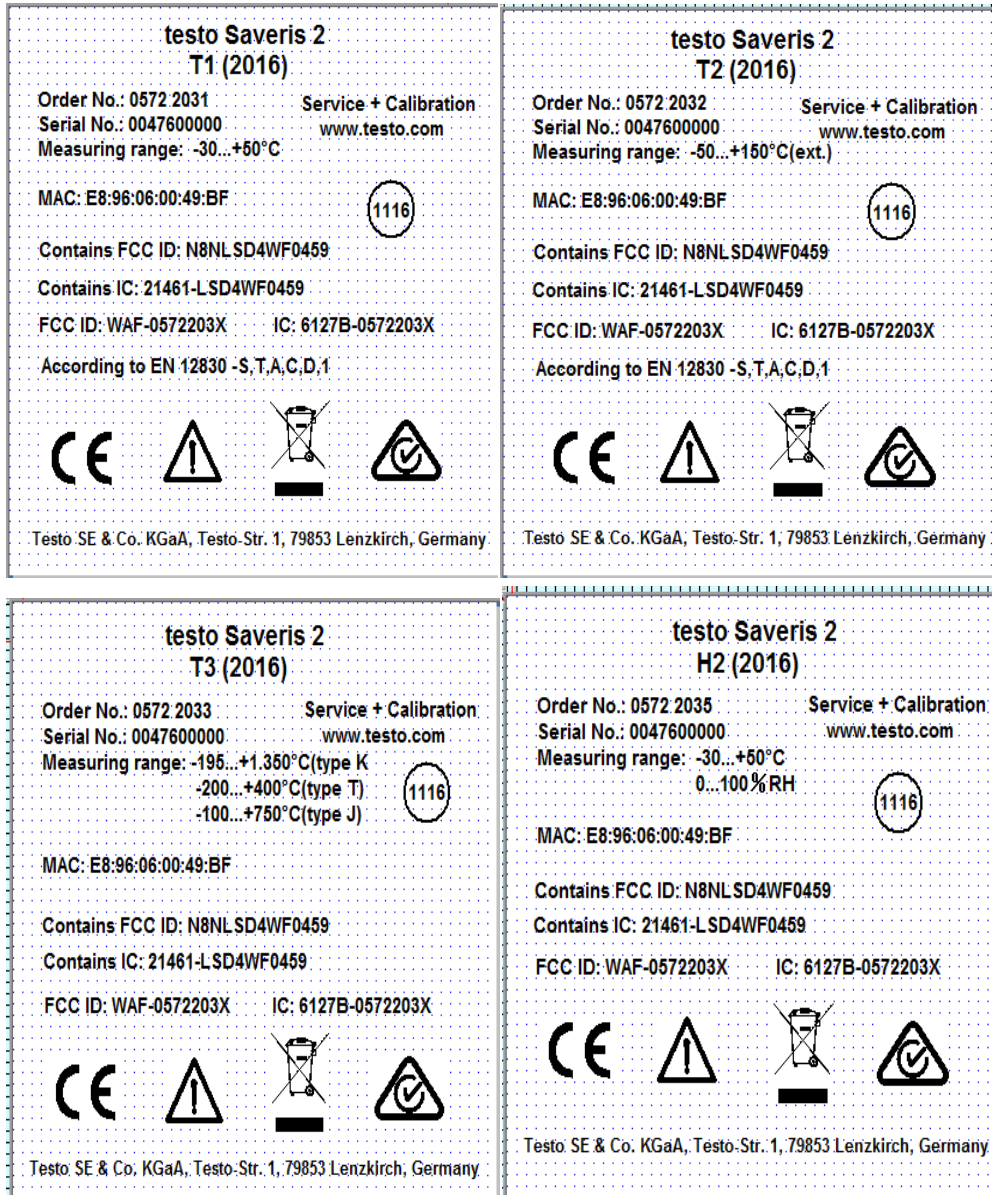 testo Saveris 2
T1 (2016)
Order No.: 0572 2031
Service + Calibration
Serial No.: 0047600000
www.testo.com
Measuring range: -30...+50°C
MAC: E8:96:06:00:49:BF
1116
Contains FCC ID: N8NLSD4WF0459
Contains IC: 21461-LSD4WF0459
FCC ID: WAF-0572203X IC: 6127B-0572203X
According to EN 12830 -S,T,A,C,D,1
CE
Testo SE & Co. KGaA, Testo-Str. 1, 79853 Lenzkirch, Germany
testo Saveris 2
T2 (2016)
Order No.: 0572 2032
Service + Calibration
Serial No.: 0047600000
www.testo.com
Measuring range: -50...+150°C(ext.)
MAC: E8:96:06:00:49:BF
1116
Contains FCC ID: N8NLSD4WF0459
Contains IC: 21461-LSD4WF0459
FCC ID: WAF-0572203X IC: 6127B-0572203X
According to EN 12830 -S,T,A,C,D,1
CE
Testo SE & Co. KGaA, Testo-Str. 1, 79853 Lenzkirch, Germany
testo Saveris 2
T3 (2016)
Order No.: 0572 2033
Service + Calibration
Serial No.: 0047600000
www.testo.com
Measuring range: -195...+1.350°C(type K
-200...+400°C(type T)
-100...+750°C(type J)
1116
MAC: E8:96:06:00:49:BF
Contains FCC ID: N8NLSD4WF0459
Contains IC: 21461-LSD4WF0459
FCC ID: WAF-0572203X IC: 6127B-0572203X
CE
Testo SE & Co. KGaA, Testo-Str. 1, 79853 Lenzkirch, Germany
testo Saveris 2
H2 (2016)
Order No.: 0572 2035
Service + Calibration
Serial No.: 0047600000
www.testo.com
Measuring range: -30...+50°C
0...100%RH
1116
MAC: E8:96:06:00:49:BF
Contains FCC ID: N8NLSD4WF0459
Contains IC: 21461-LSD4WF0459
FCC ID: WAF-0572203X IC: 6127B-0572203X
CE
Testo SE & Co. KGaA, Testo-Str. 1, 79853 Lenzkirch, Germany